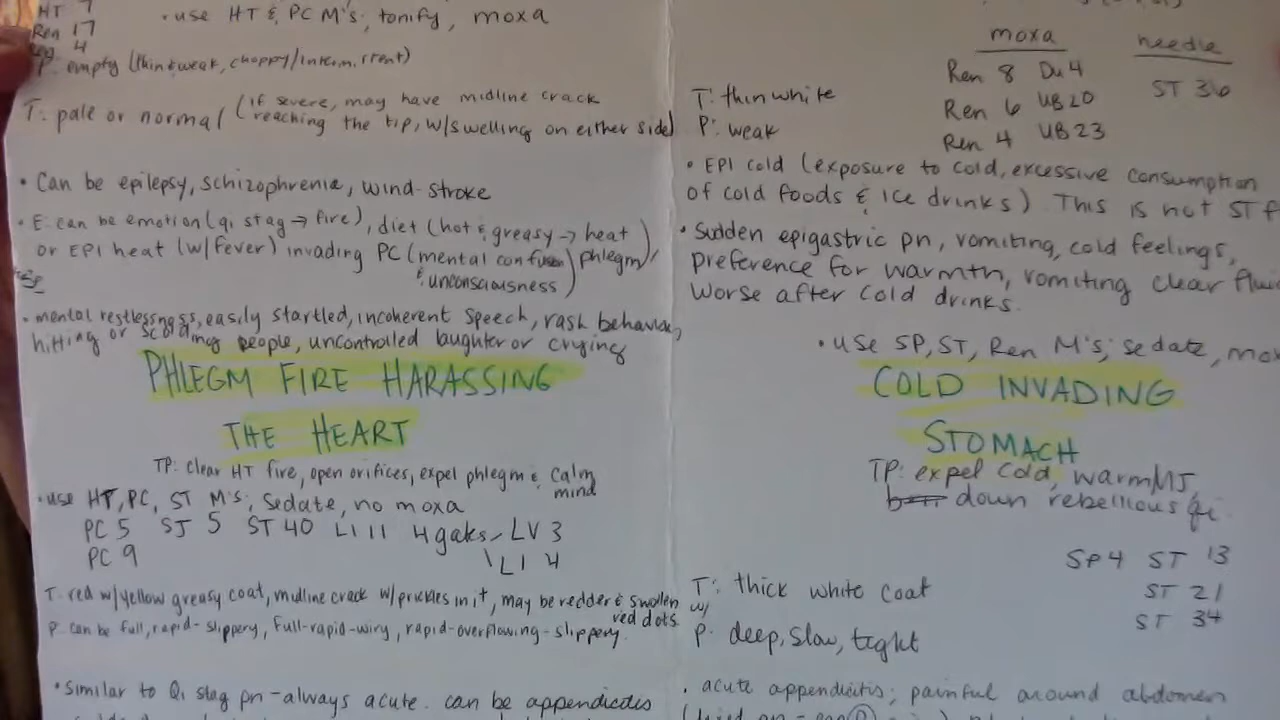 HT 7
Ren 17
Ren 4
• use HT & PC M's; tonify, moxa
P: empty (thin & weak, choppy/intermittent)
T: pale or normal (if severe, may have midline crack
reaching the tip, w/swelling on either side)
• Can be epilepsy, schizophrenia, wind-stroke
• E: can be emotion (qi stag → fire), diet (hot & greasy → heat
phlegm),
or EPI heat (w/fever) invading PC (mental confusion
& unconsciousness)
• mental restlessness, easily startled, incoherent speech, rash behavior,
hitting or scolding people, uncontrolled laughter or crying
PHLEGM FIRE HARASSING
THE HEART
TP: clear HT fire, open orifices, expel phlegm & calm
mind
• use HT, PC, ST M's; sedate, no moxa
PC 5 SJ 5 ST 40 LI 11 4 gaks LV 3
PC 9 LI 4
T: red w/yellow greasy coat, midline crack w/prickles in it, may be redder & swollen
w/ red dots
P: can be full, rapid-slippery, full-rapid-wiry, rapid-overflowing-slippery
• Similar to Qi stag pn - always acute. can be appendicitis
moxa needle
Ren 8 Du 4 ST 36
Ren 6 UB 20
Ren 4 UB 23
T: thin white
P: weak
• EPI cold (exposure to cold, excessive consumption
of cold foods & ice drinks). This is not ST
• Sudden epigastric pn, vomiting, cold feelings,
preference for warmth, vomiting clear
Worse after cold drinks.
• use SP, ST, Ren M's; sedate,
COLD INVADING
STOMACH
TP: expel cold, warm MJ,
down rebellious Qi.
SP 4 ST 13
ST 21
ST 34
T: thick white coat
P: deep, slow, tight
• acute appendicitis; painful around abdomen